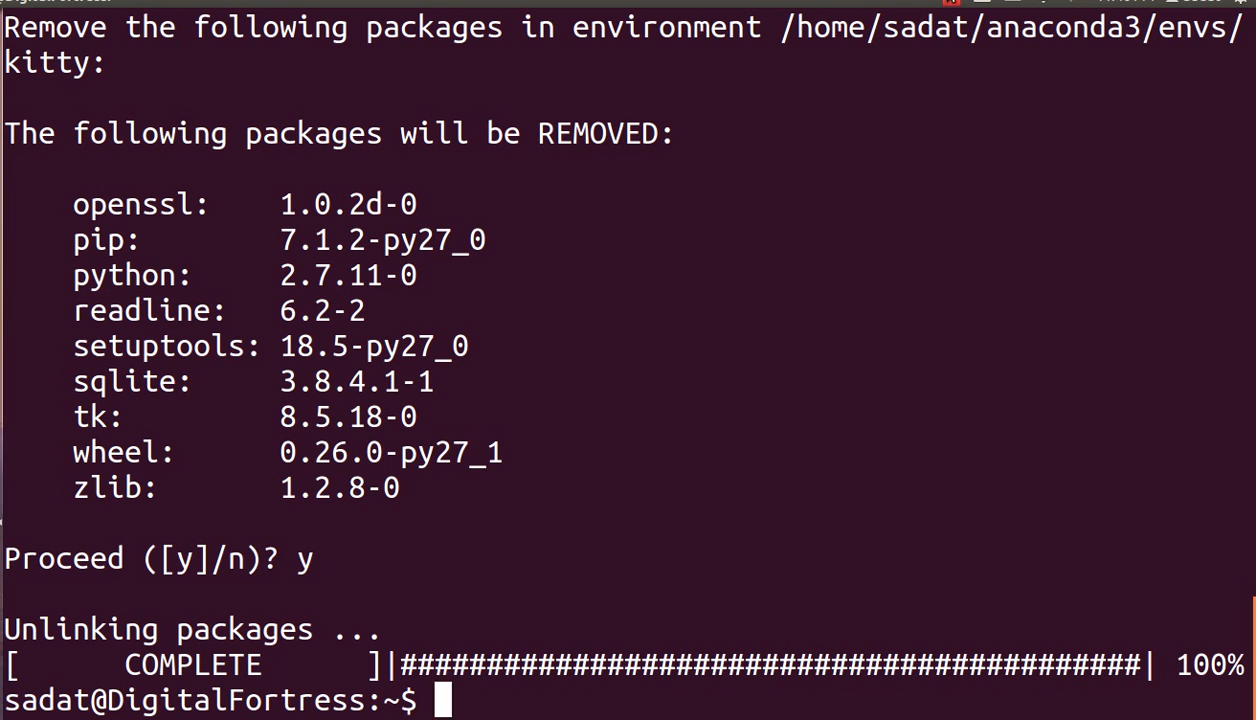 Remove the following packages in environment /home/sadat/anaconda3/envs/
kitty:
The following packages will be REMOVED:
openssl: 1.0.2d-0
pip: 7.1.2-py27_0
python: 2.7.11-0
readline: 6.2-2
setuptools: 18.5-py27_0
sqlite: 3.8.4.1-1
tk: 8.5.18-0
wheel: 0.26.0-py27_1
zlib: 1.2.8-0
Proceed ([y]/n)? y
Unlinking packages ...
[      COMPLETE      ]|###########################################| 100%
sadat@DigitalFortress:~$